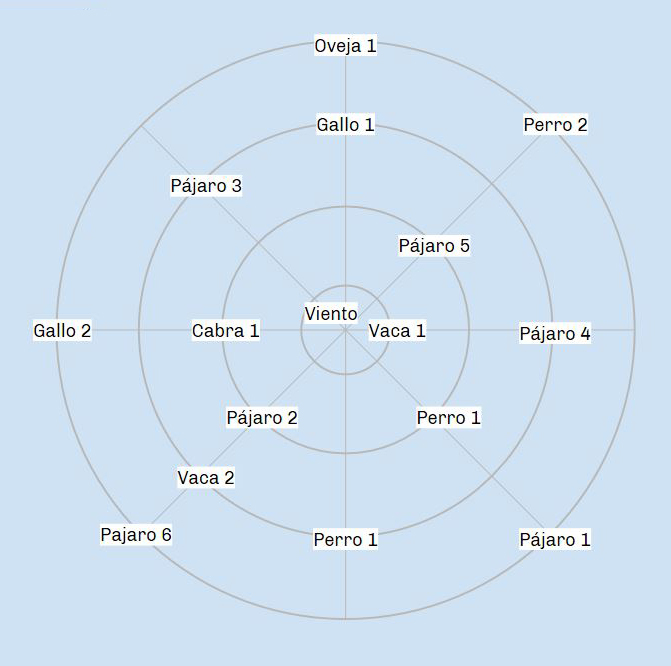 Oveja 1
Gallo 1
Perro 2
Pájaro 3
Pájaro 5
Viento
Gallo 2
Cabra 1
Vaca 1
Pájaro 4
Pájaro 2
Perro 1
Vaca 2
Pajaro 6
Perro 1
Pájaro 1